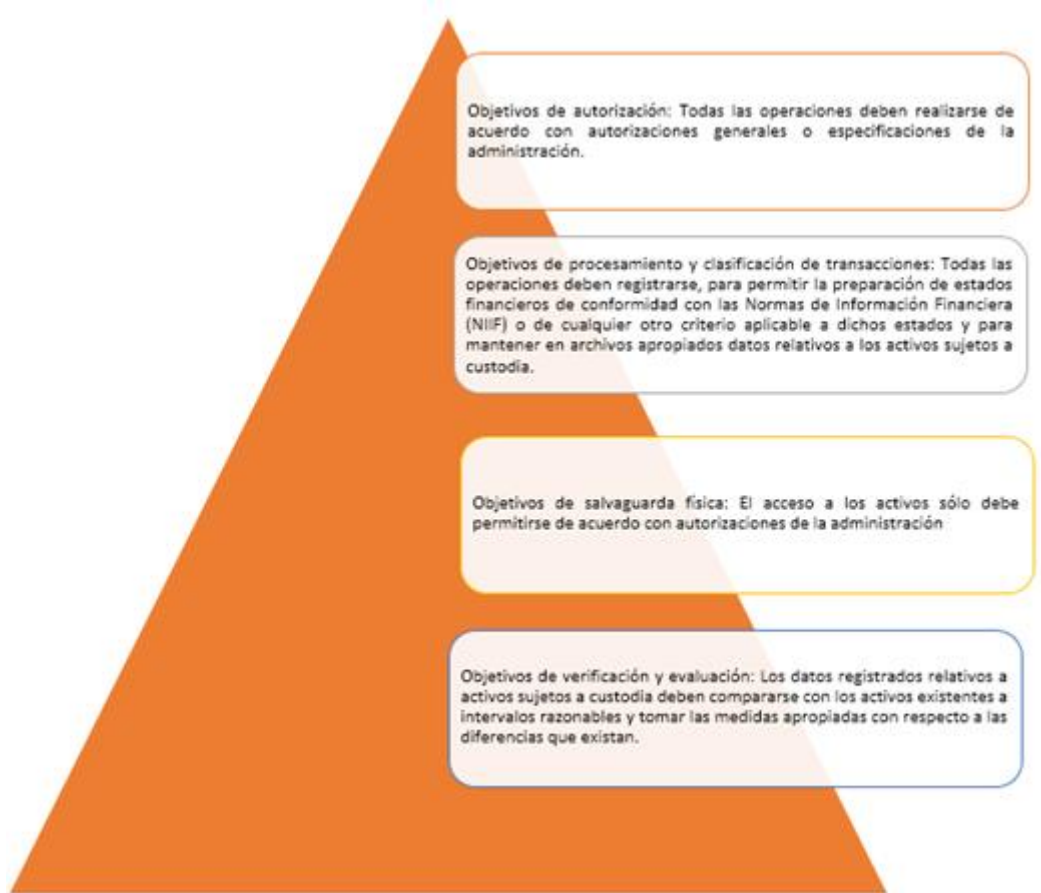 Objetivos de autorización: Todas las operaciones deben realizarse de
acuerdo con autorizaciones generales o especificaciones de la
administración.
Objetivos de procesamiento y clasificación de transacciones: Todas las
operaciones deben registrarse, para permitir la preparación de estados
financieros de conformidad con las Normas de Información Financiera
(NIIF) o de cualquier otro criterio aplicable a dichos estados y para
mantener en archivos apropiados datos relativos a los activos sujetos a
custodia.
Objetivos de salvaguarda física: El acceso a los activos sólo debe
permitirse de acuerdo con autorizaciones de la administración
Objetivos de verificación y evaluación: Los datos registrados relativos a
activos sujetos a custodia deben compararse con los activos existentes a
intervalos razonables y tomar las medidas apropiadas con respecto a las
diferencias que existan.